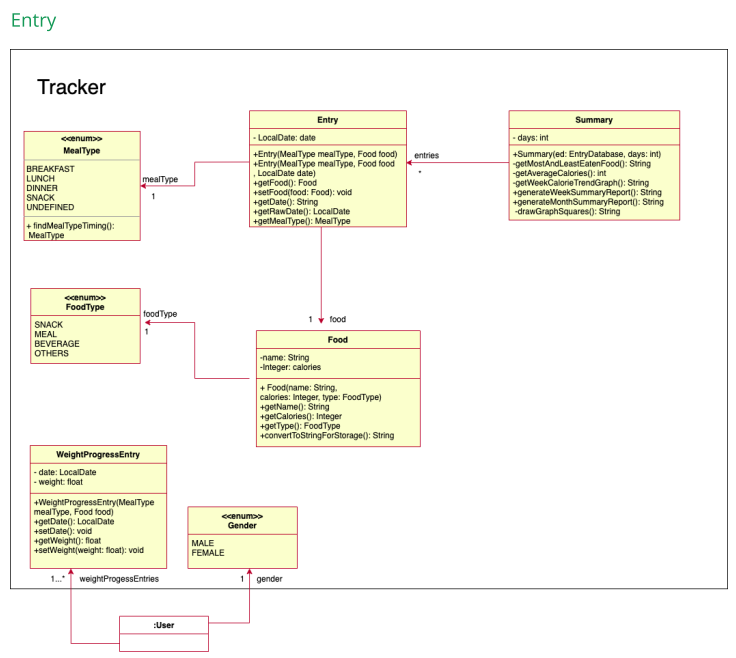 Entry
Tracker
<<enum>>
MealType
BREAKFAST
LUNCH
DINNER
SNACK
UNDEFINED
+ findMealTypeTiming():
MealType
mealType
1
Entry
- LocalDate: date
+Entry(MealType mealType, Food food)
+Entry(MealType mealType, Food food
, LocalDate date)
+getFood(): Food
+setFood(food: Food): void
+getDate(): String
+getRawDate(): LocalDate
+getMealType(): MealType
entries
*
Summary
- days: int
+Summary(ed: EntryDatabase, days: int)
-getMostAndLeastEatenFood(): String
-getAverageCalories(): int
-getWeekCalorieTrendGraph(): String
+generateWeekSummaryReport(): String
+generateMonthSummaryReport(): String
-drawGraphSquares(): String
<<enum>>
FoodType
SNACK
MEAL
BEVERAGE
OTHERS
foodType
1
1
food
Food
-name: String
-Integer: calories
+ Food(name: String,
calories: Integer, type: FoodType)
+getName(): String
+getCalories(): Integer
+getType(): FoodType
+convertToStringForStorage(): String
WeightProgressEntry
- date: LocalDate
- weight: float
+WeightProgressEntry(MealType
mealType, Food food)
+getDate(): LocalDate
+setDate(): void
+getWeight(): float
+setWeight(weight: float): void
<<enum>>
Gender
MALE
FEMALE
1...*
weightProgessEntries
1
gender
:User